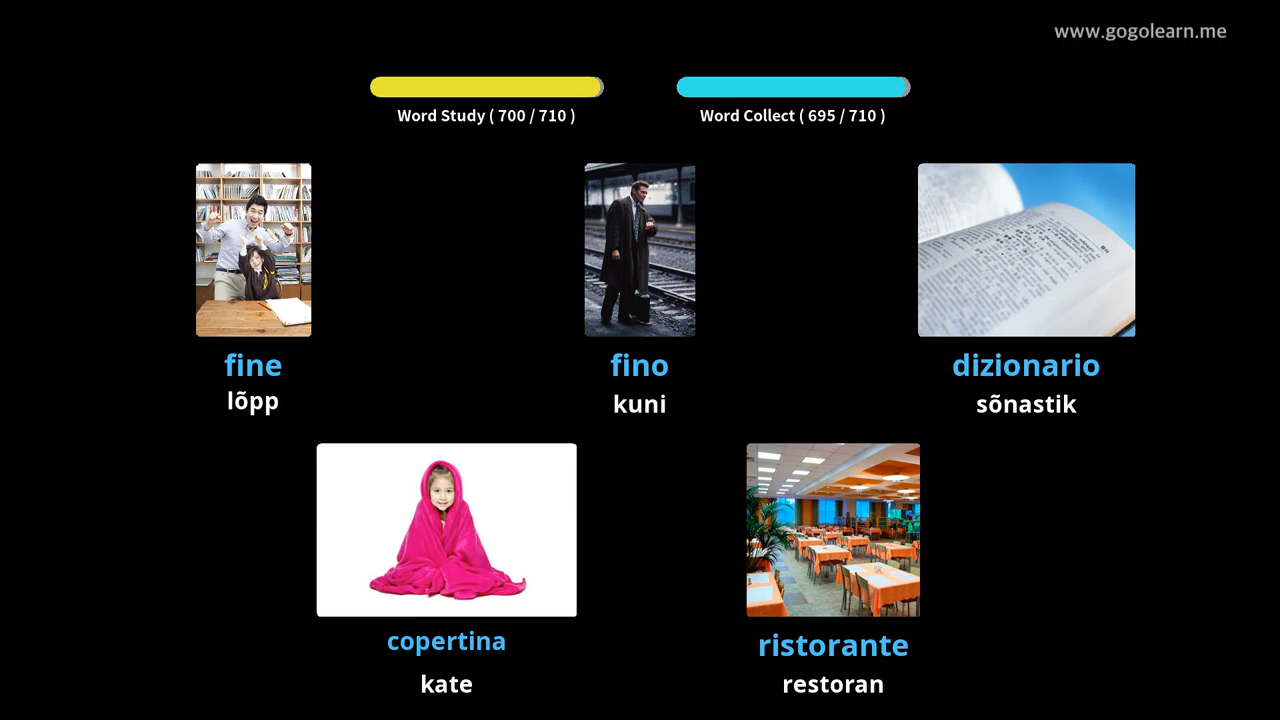 www.gogolearn.me
Word Study ( 700 / 710 )
Word Collect ( 695 / 710 )
fine
lõpp
fino
kuni
dizionario
sõnastik
copertina
kate
ristorante
restoran